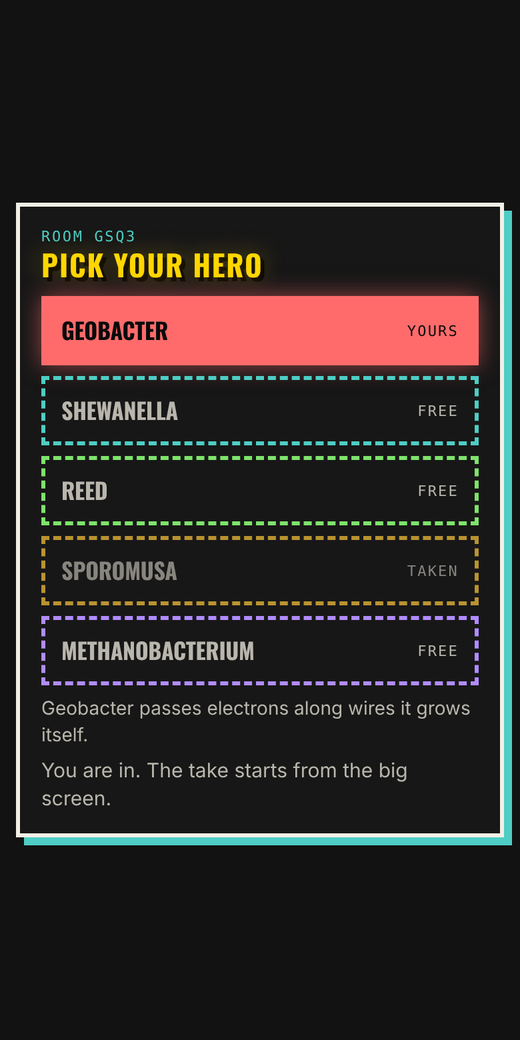 ROOM GSQ3
PICK YOUR HERO
GEOBACTER YOURS
SHEWANELLA FREE
REED FREE
SPOROMUSA TAKEN
METHANOBACTERIUM FREE
Geobacter passes electrons along wires it grows
itself.
You are in. The take starts from the big
screen.